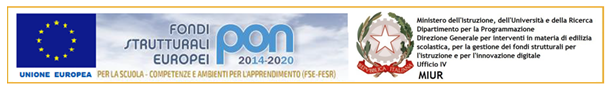 FONDI
STRUTTURALI
EUROPEI
pon
2014-2020
UNIONE EUROPEA
PER LA SCUOLA - COMPETENZE E AMBIENTI PER L'APPRENDIMENTO (FSE-FESR)
REPVBBLICA ITALIANA
Ministero dell'Istruzione, dell'Università e della Ricerca
Dipartimento per la Programmazione
Direzione Generale per interventi in materia di edilizia
scolastica, per la gestione dei fondi strutturali per
l'istruzione e per l'innovazione digitale
Ufficio IV
MIUR